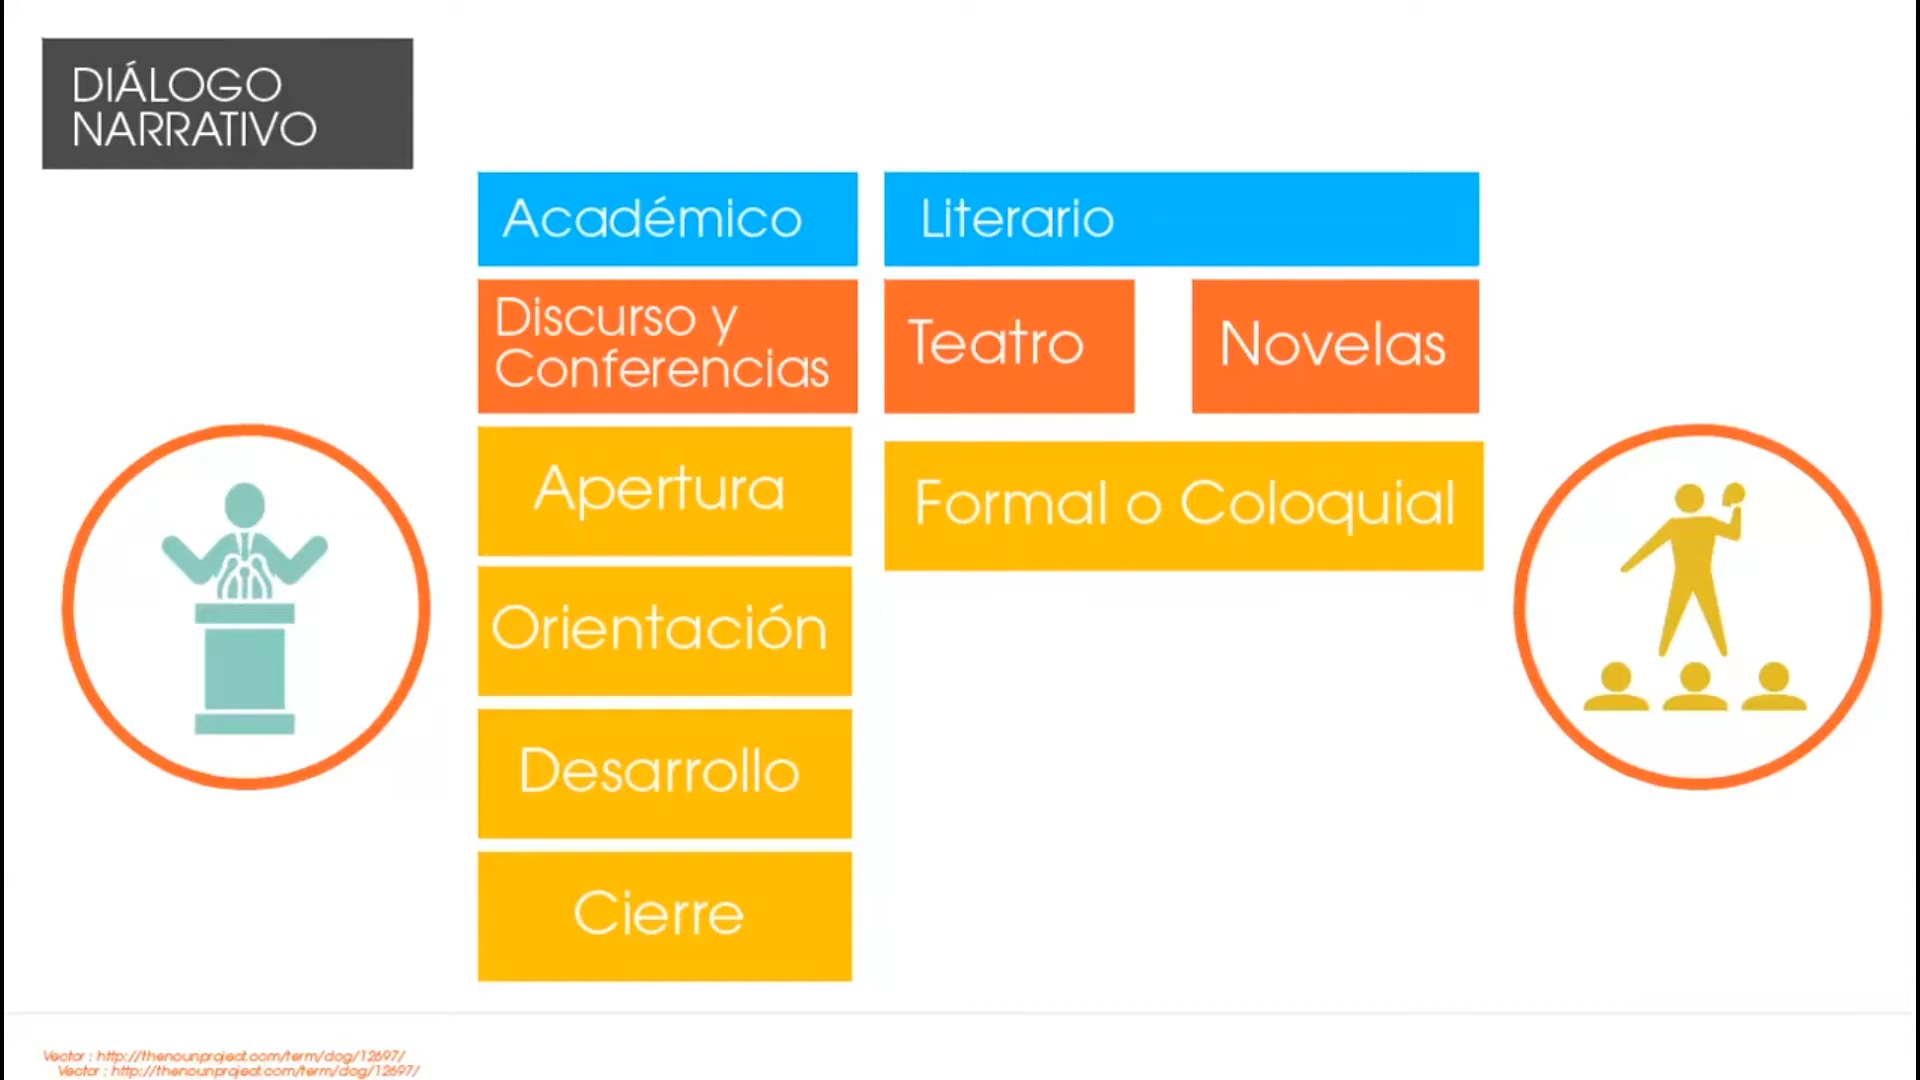 DIÁLOGO
NARRATIVO
Académico
Literario
Discurso y
Conferencias
Teatro
Novelas
Apertura
Formal o Coloquial
Orientación
Desarrollo
Cierre
Vector : http://thenounproject.com/term/dog/12697/
Vector : http://thenounproject.com/term/dog/12697/